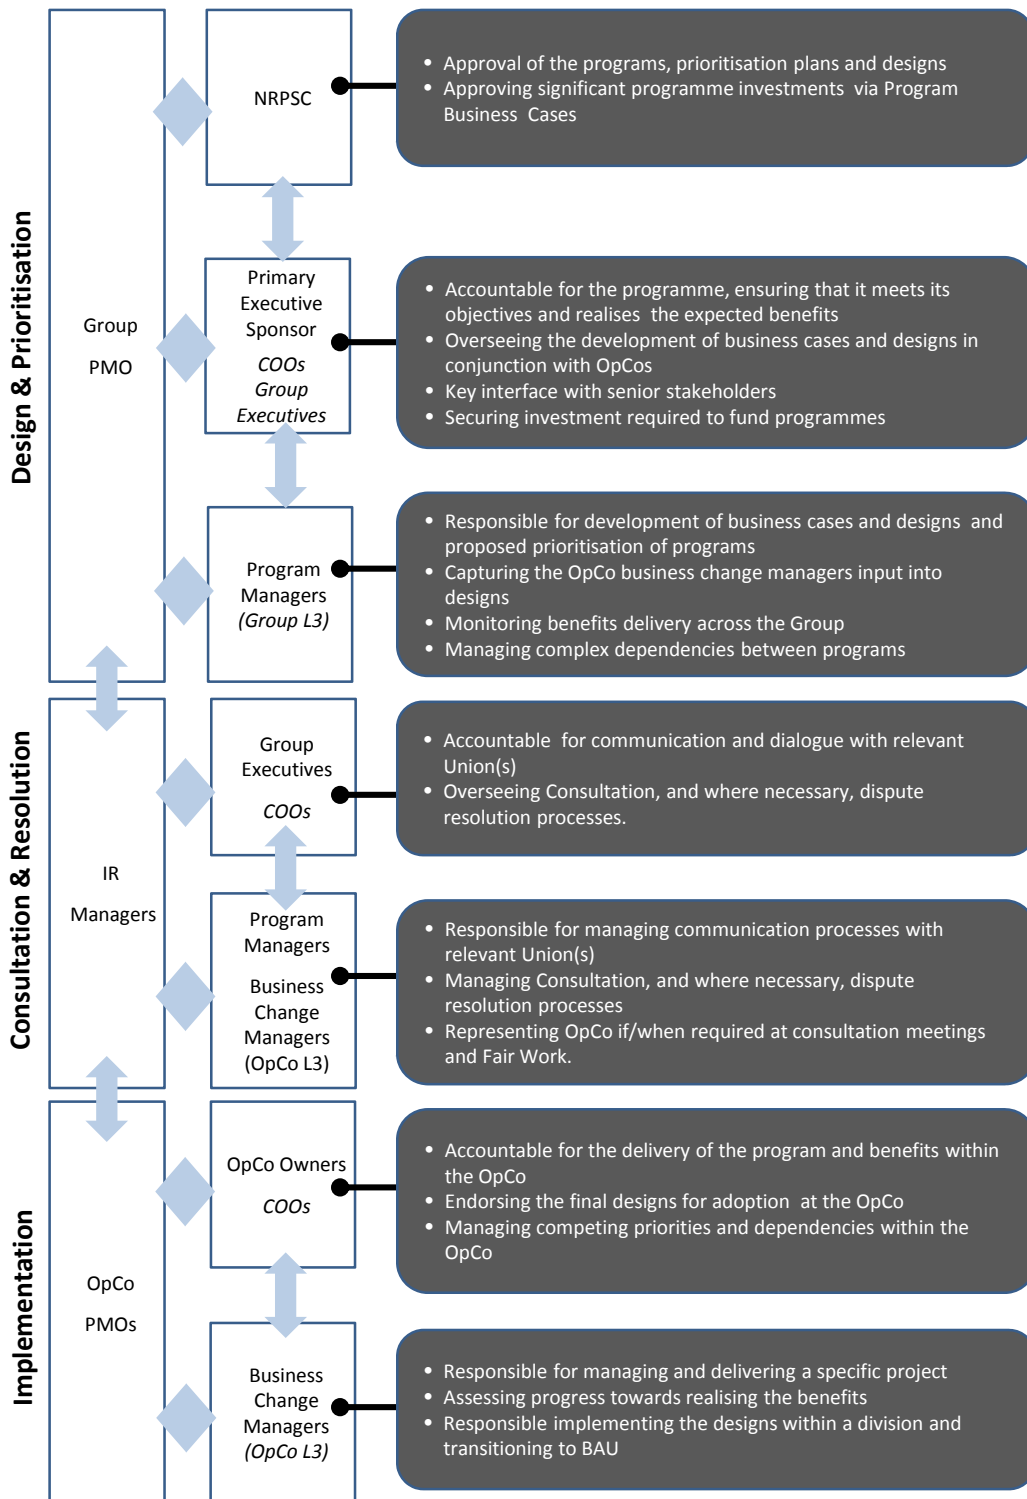 Design & Prioritisation
Group
PMO
NRPSC
• Approval of the programs, prioritisation plans and designs
• Approving significant programme investments via Program
Business Cases
Primary
Executive
Sponsor
COOs
Group
Executives
• Accountable for the programme, ensuring that it meets its
objectives and realises the expected benefits
• Overseeing the development of business cases and designs in
conjunction with OpCos
• Key interface with senior stakeholders
• Securing investment required to fund programmes
Program
Managers
(Group L3)
• Responsible for development of business cases and designs and
proposed prioritisation of programs
• Capturing the OpCo business change managers input into
designs
• Monitoring benefits delivery across the Group
• Managing complex dependencies between programs
Consultation & Resolution
IR
Managers
Group
Executives
COOs
• Accountable for communication and dialogue with relevant
Union(s)
• Overseeing Consultation, and where necessary, dispute
resolution processes.
Program
Managers
Business
Change
Managers
(OpCo L3)
• Responsible for managing communication processes with
relevant Union(s)
• Managing Consultation, and where necessary, dispute
resolution processes
• Representing OpCo if/when required at consultation meetings
and Fair Work.
Implementation
OpCo
PMOs
OpCo Owners
COOs
• Accountable for the delivery of the program and benefits within
the OpCo
• Endorsing the final designs for adoption at the OpCo
• Managing competing priorities and dependencies within the
OpCo
Business
Change
Managers
(OpCo L3)
• Responsible for managing and delivering a specific project
• Assessing progress towards realising the benefits
• Responsible implementing the designs within a division and
transitioning to BAU